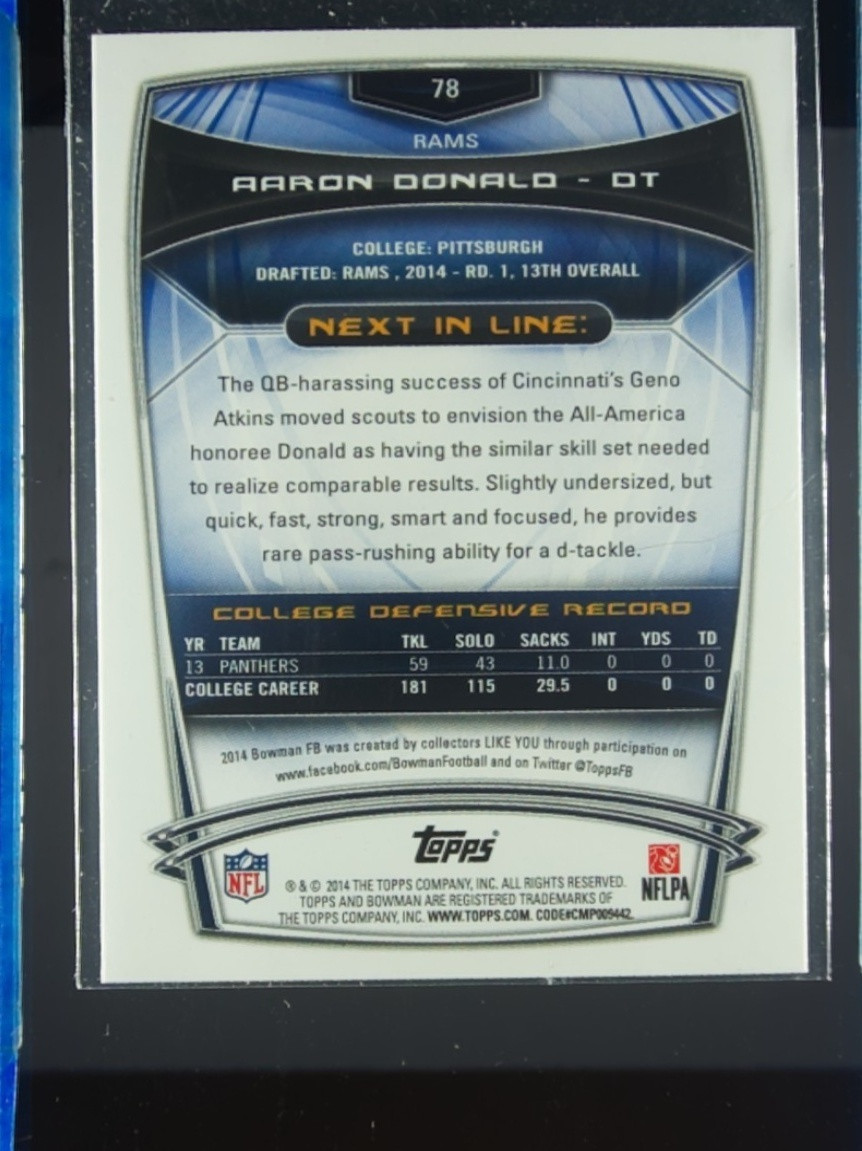 78
RAMS
AARON DONALD - DT
COLLEGE: PITTSBURGH
DRAFTED: RAMS , 2014 - RD. 1, 13TH OVERALL
NEXT IN LINE:
The QB-harassing success of Cincinnati's Geno
Atkins moved scouts to envision the All-America
honoree Donald as having the similar skill set needed
to realize comparable results. Slightly undersized, but
quick, fast, strong, smart and focused, he provides
rare pass-rushing ability for a d-tackle.
COLLEGE DEFENSIVE RECORD
YR TEAM TKL SOLO SACKS INT YDS TD
13 PANTHERS 59 43 11.0 0 0 0
COLLEGE CAREER 181 115 29.5 0 0 0
2014 Bowman FB was created by collectors LIKE YOU through participation on
www.facebook.com/BowmanFootball and on Twitter @ToppsFB
Topps
NFL
® & © 2014 THE TOPPS COMPANY, INC. ALL RIGHTS RESERVED.
TOPPS AND BOWMAN ARE REGISTERED TRADEMARKS OF
THE TOPPS COMPANY, INC. WWW.TOPPS.COM. CODE#CMP005442
NFLPA